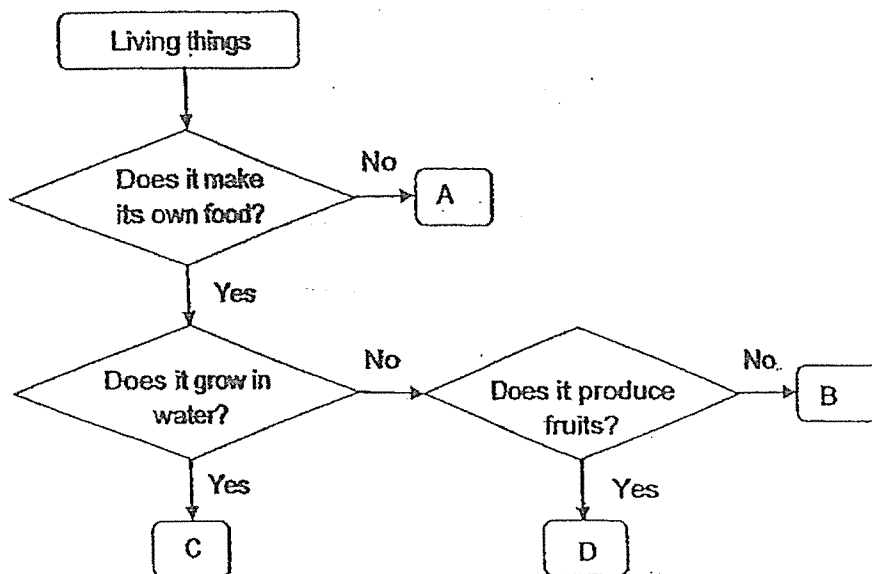 Living things
Does it make
its own food?
No
A
Yes
Does it grow in
water?
No
Does it produce
fruits?
No
B
Yes
C
Yes
D